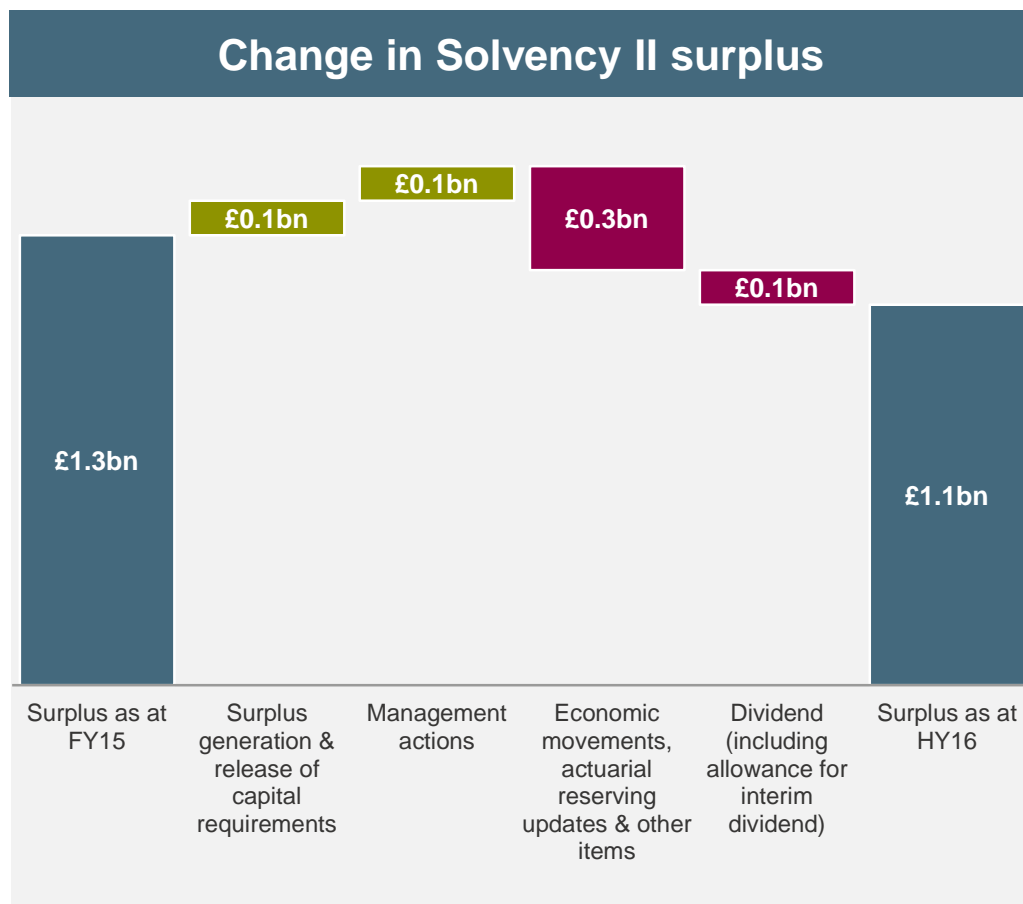 Change in Solvency II surplus
£0.1bn
£0.1bn
£0.3bn
£0.1bn
£1.3bn
£1.1bn
Surplus as at
FY15
Surplus
generation &
release of
capital
requirements
Management
actions
Economic
movements,
actuarial
reserving
updates & other
items
Dividend
(including
allowance for
interim
dividend)
Surplus as at
HY16